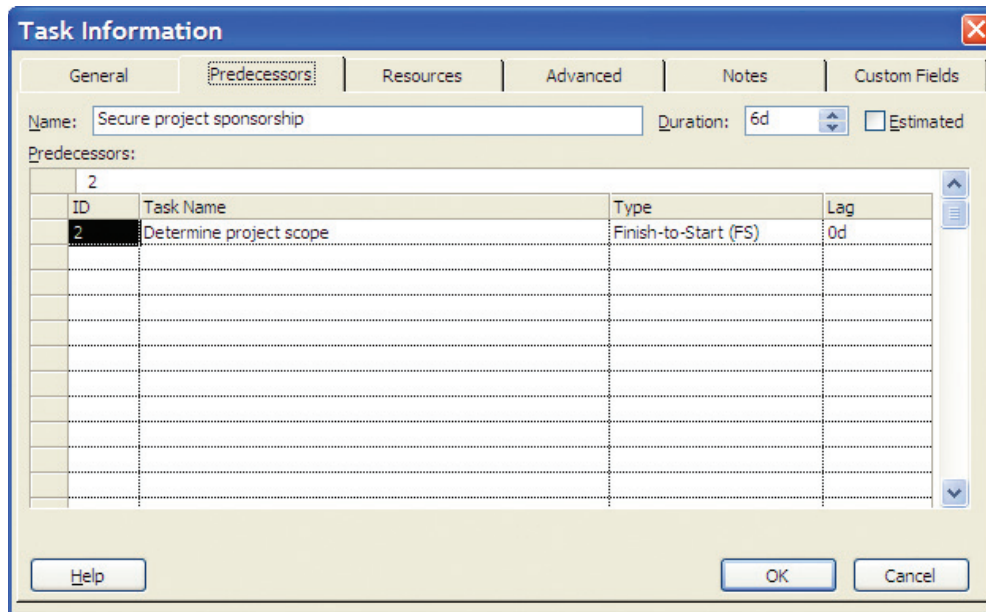 Task Information
General Predecessors Resources Advanced Notes Custom Fields
Name: Secure project sponsorship Duration: 6d Estimated
Predecessors:
2
ID Task Name Type Lag
2 Determine project scope Finish-to-Start (FS) 0d
Help OK Cancel